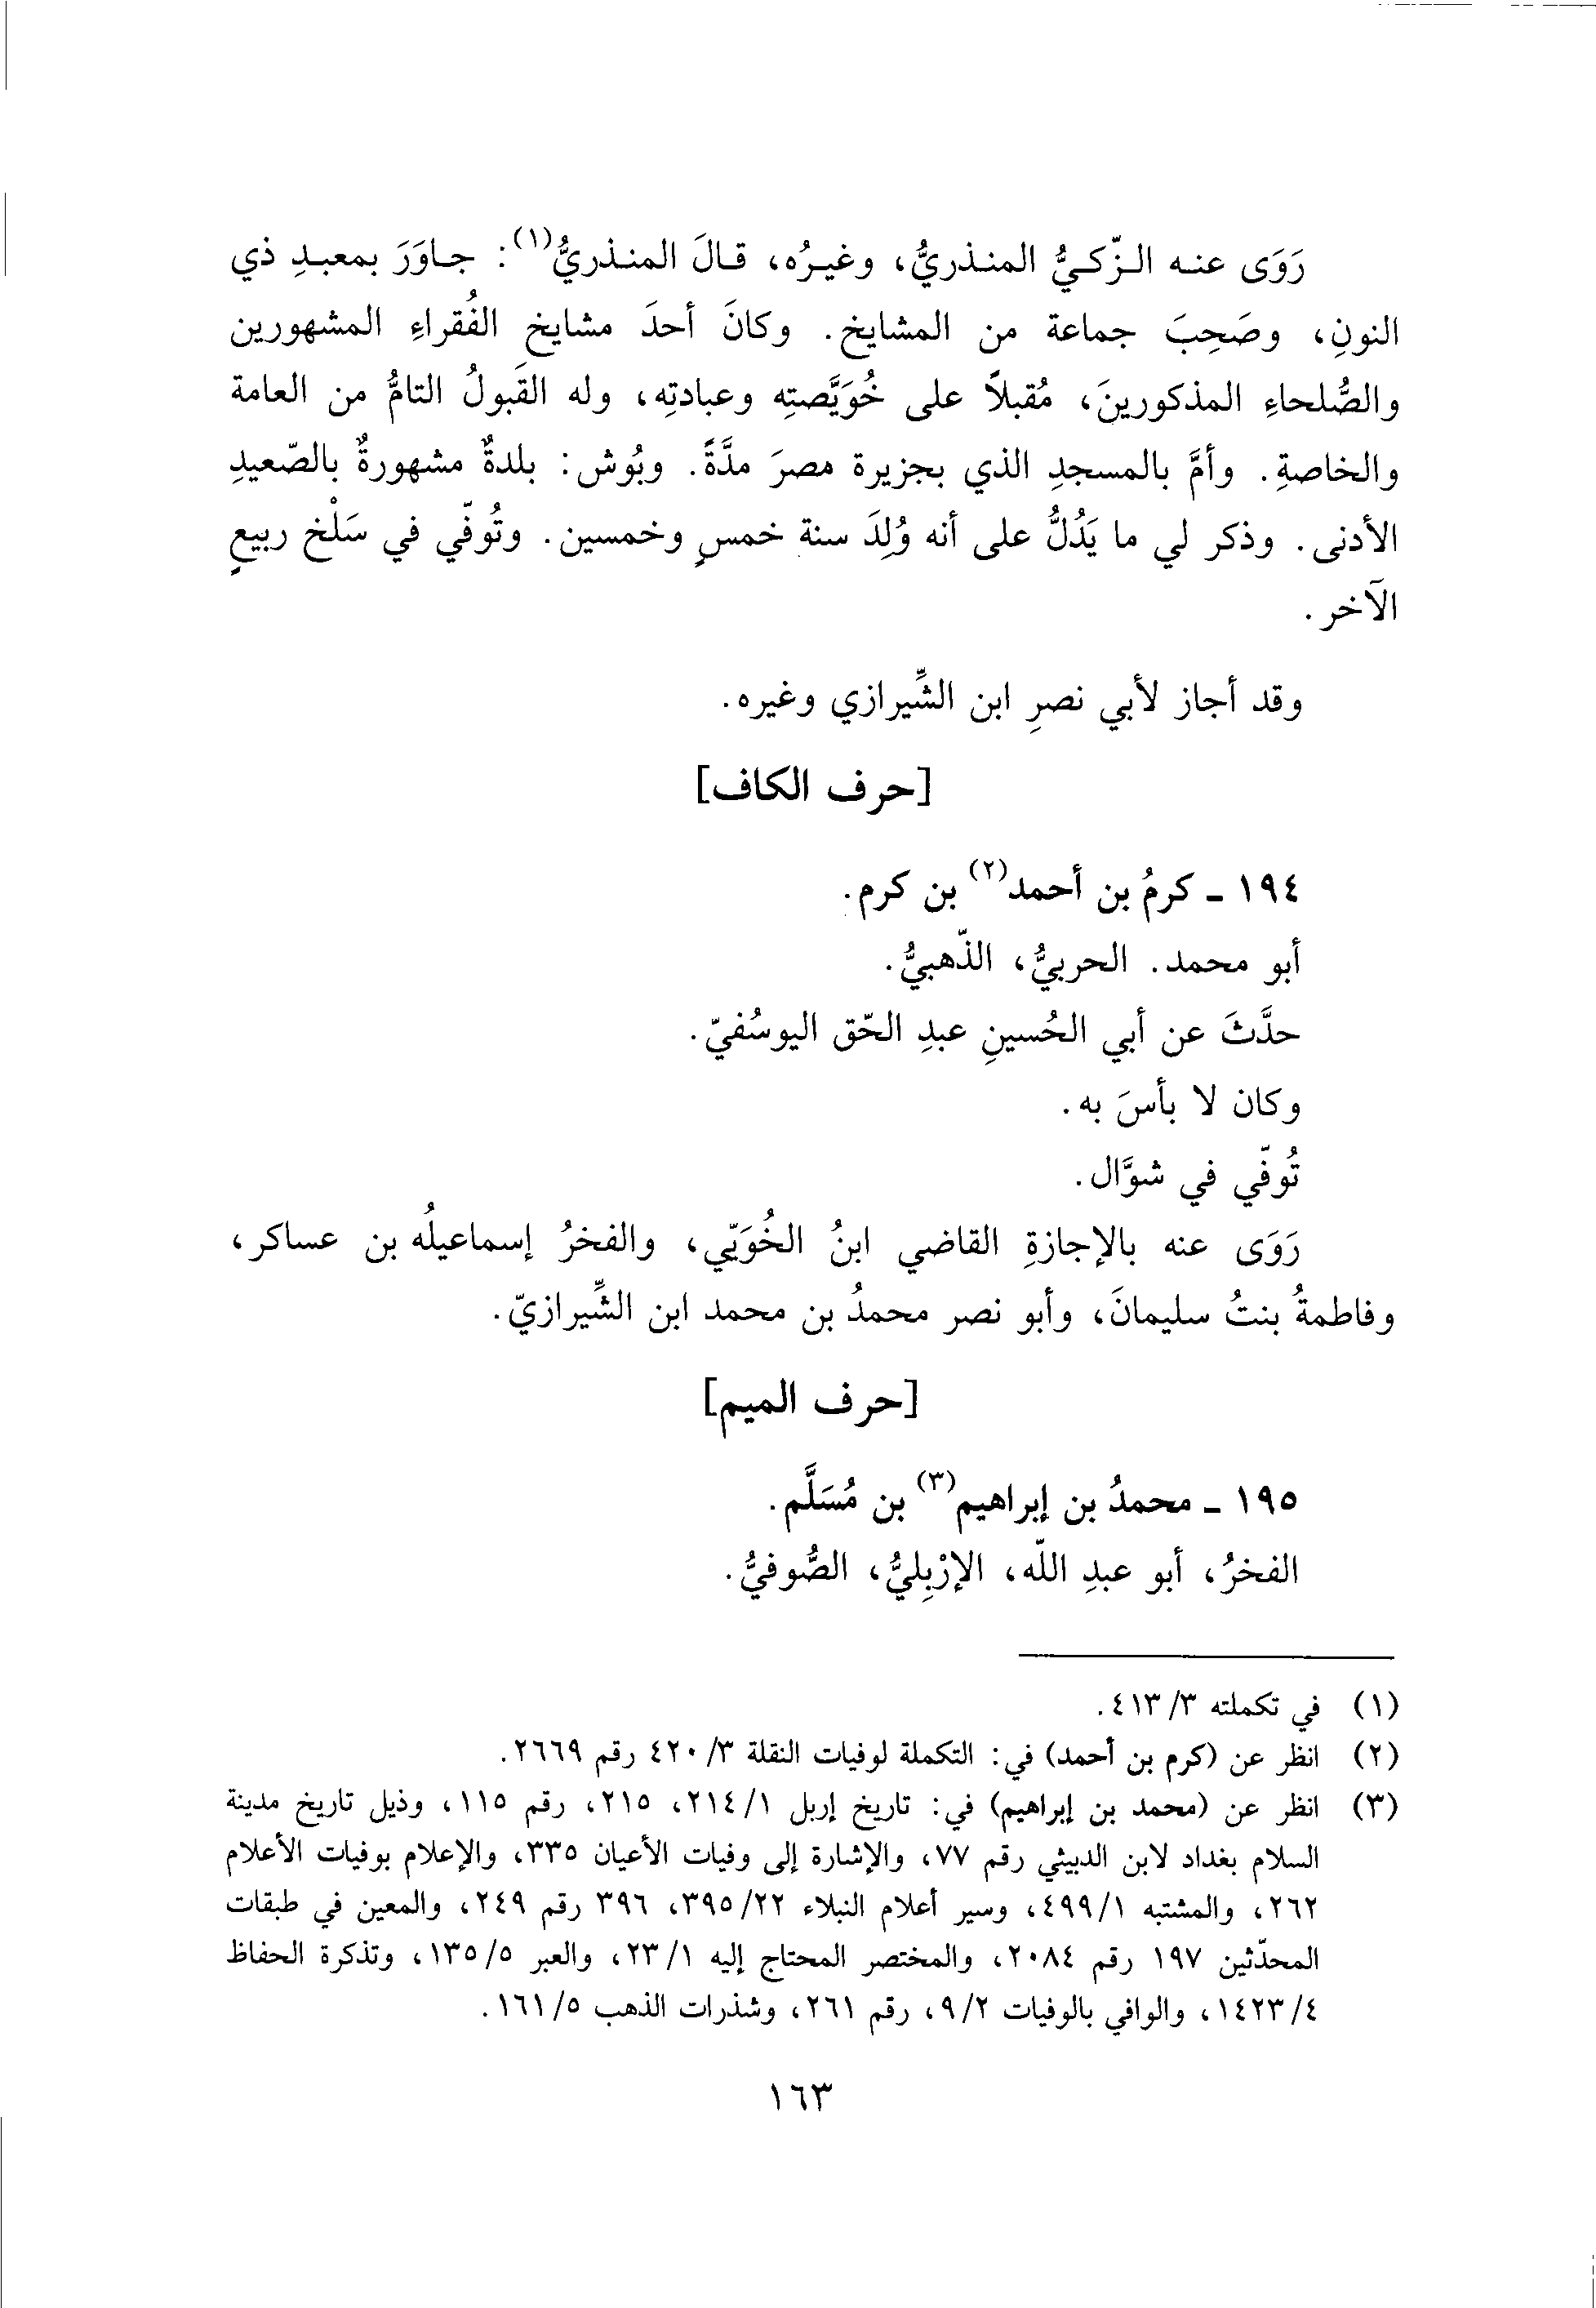 رَوَى عنه الزّكيُّ المنذريُّ، وغيرُه، قالَ المنذريُّ(١): جاوَرَ بمعبدِ ذي
النونِ، وصَحِبَ جماعة من المشايخ. وكانَ أحدَ مشايخ الفُقراءِ المشهورين
والصُّلحاءِ المذكورينَ، مُقبلاً على خُوَيَّصتِه وعبادتِه، وله القَبولُ التامُّ من العامة
والخاصةِ. وأمَّ بالمسجدِ الذي بجزيرة مصرَ مدَّةً. وبُوش: بلدةٌ مشهورةٌ بالصّعيدِ
الأدنى. وذكر لي ما يَدُلُّ على أنه وُلِدَ سنة خمسٍ وخمسين. وتُوفّي في سَلْخ ربيعٍ
الآخر.
وقد أجاز لأبي نصرِ ابن الشِّيرازي وغيره.
[حرف الكاف]
١٩٤ - كرمُ بن أحمد(٢) بن كرم.
أبو محمد. الحربيُّ، الذّهبيُّ.
حدَّثَ عن أبي الحُسينِ عبدِ الحّق اليوسُفيّ.
وكان لا بأسَ به.
تُوفّي في شوَّال.
رَوَى عنه بالإجازةِ القاضي ابنُ الخُوَيّي، والفخرُ إسماعيلُه بن عساكر،
وفاطمةُ بنتُ سليمانَ، وأبو نصر محمدُ بن محمد ابن الشِّيرازيّ.
[حرف الميم]
١٩٥ - محمدُ بن إبراهيم(٣) بن مُسَلَّم.
الفخرُ، أبو عبدِ اللّه، الإرْبِليُّ، الصُّوفيُّ.
(١) في تكملته ٣/ ٤١٣.
(٢) انظر عن (كرم بن أحمد) في: التكملة لوفيات النقلة ٣/ ٤٢٠ رقم ٢٦٦٩.
(٣) انظر عن (محمد بن إبراهيم) في: تاريخ إربل ١/ ٢١٤، ٢١٥، رقم ١١٥، وذيل تاريخ مدينة
السلام بغداد لابن الدبيثي رقم ٧٧، والإشارة إلى وفيات الأعيان ٣٣٥، والإعلام بوفيات الأعلام
٢٦٢، والمشتبه ١/ ٤٩٩، وسير أعلام النبلاء ٢٢/ ٣٩٥، ٣٩٦ رقم ٢٤٩، والمعين في طبقات
المحدّثين ١٩٧ رقم ٢٠٨٤، والمختصر المحتاج إليه ١/ ٢٣، والعبر ٥/ ١٣٥، وتذكرة الحفاظ
٤/ ١٤٢٣، والوافي بالوفيات ٢/ ٩، رقم ٢٦١، وشذرات الذهب ٥/ ١٦١.
١٦٣